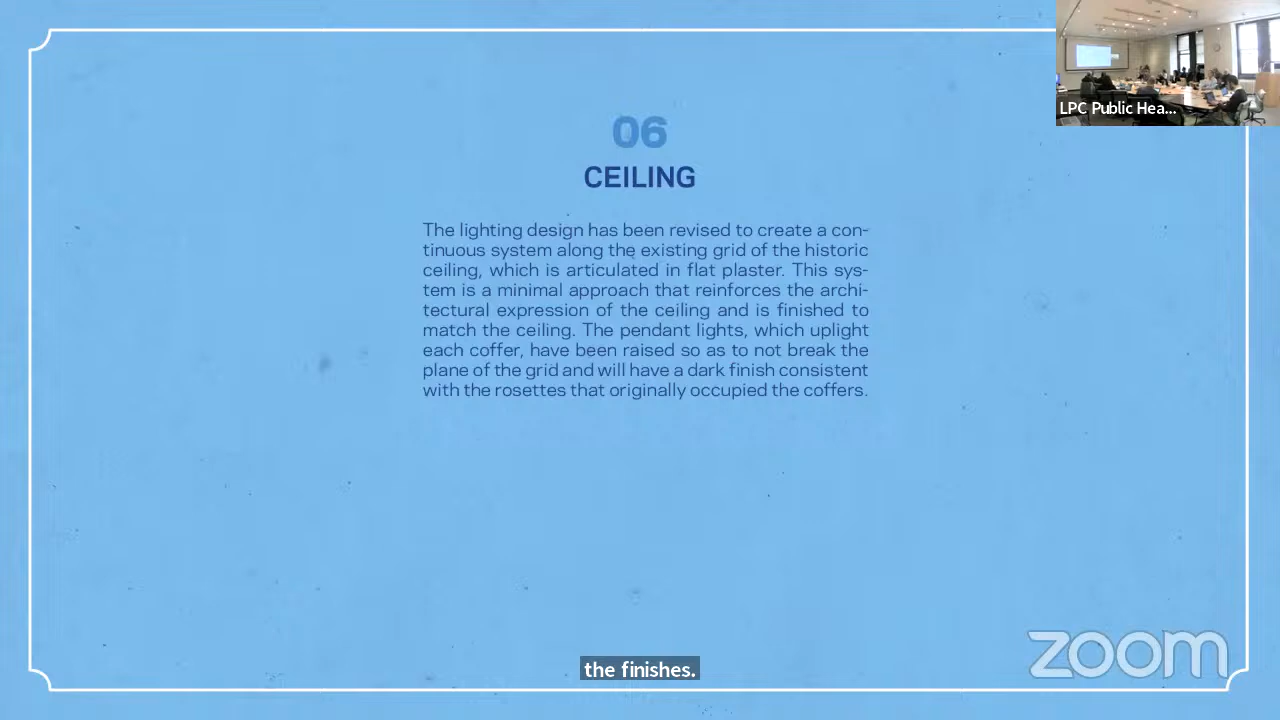 LPC Public Hea...
06
CEILING
The lighting design has been revised to create a con-
tinuous system along the existing grid of the historic
ceiling, which is articulated in flat plaster. This sys-
tem is a minimal approach that reinforces the archi-
tectural expression of the ceiling and is finished to
match the ceiling. The pendant lights, which uplight
each coffer, have been raised so as to not break the
plane of the grid and will have a dark finish consistent
with the rosettes that originally occupied the coffers.
zoom
the finishes.